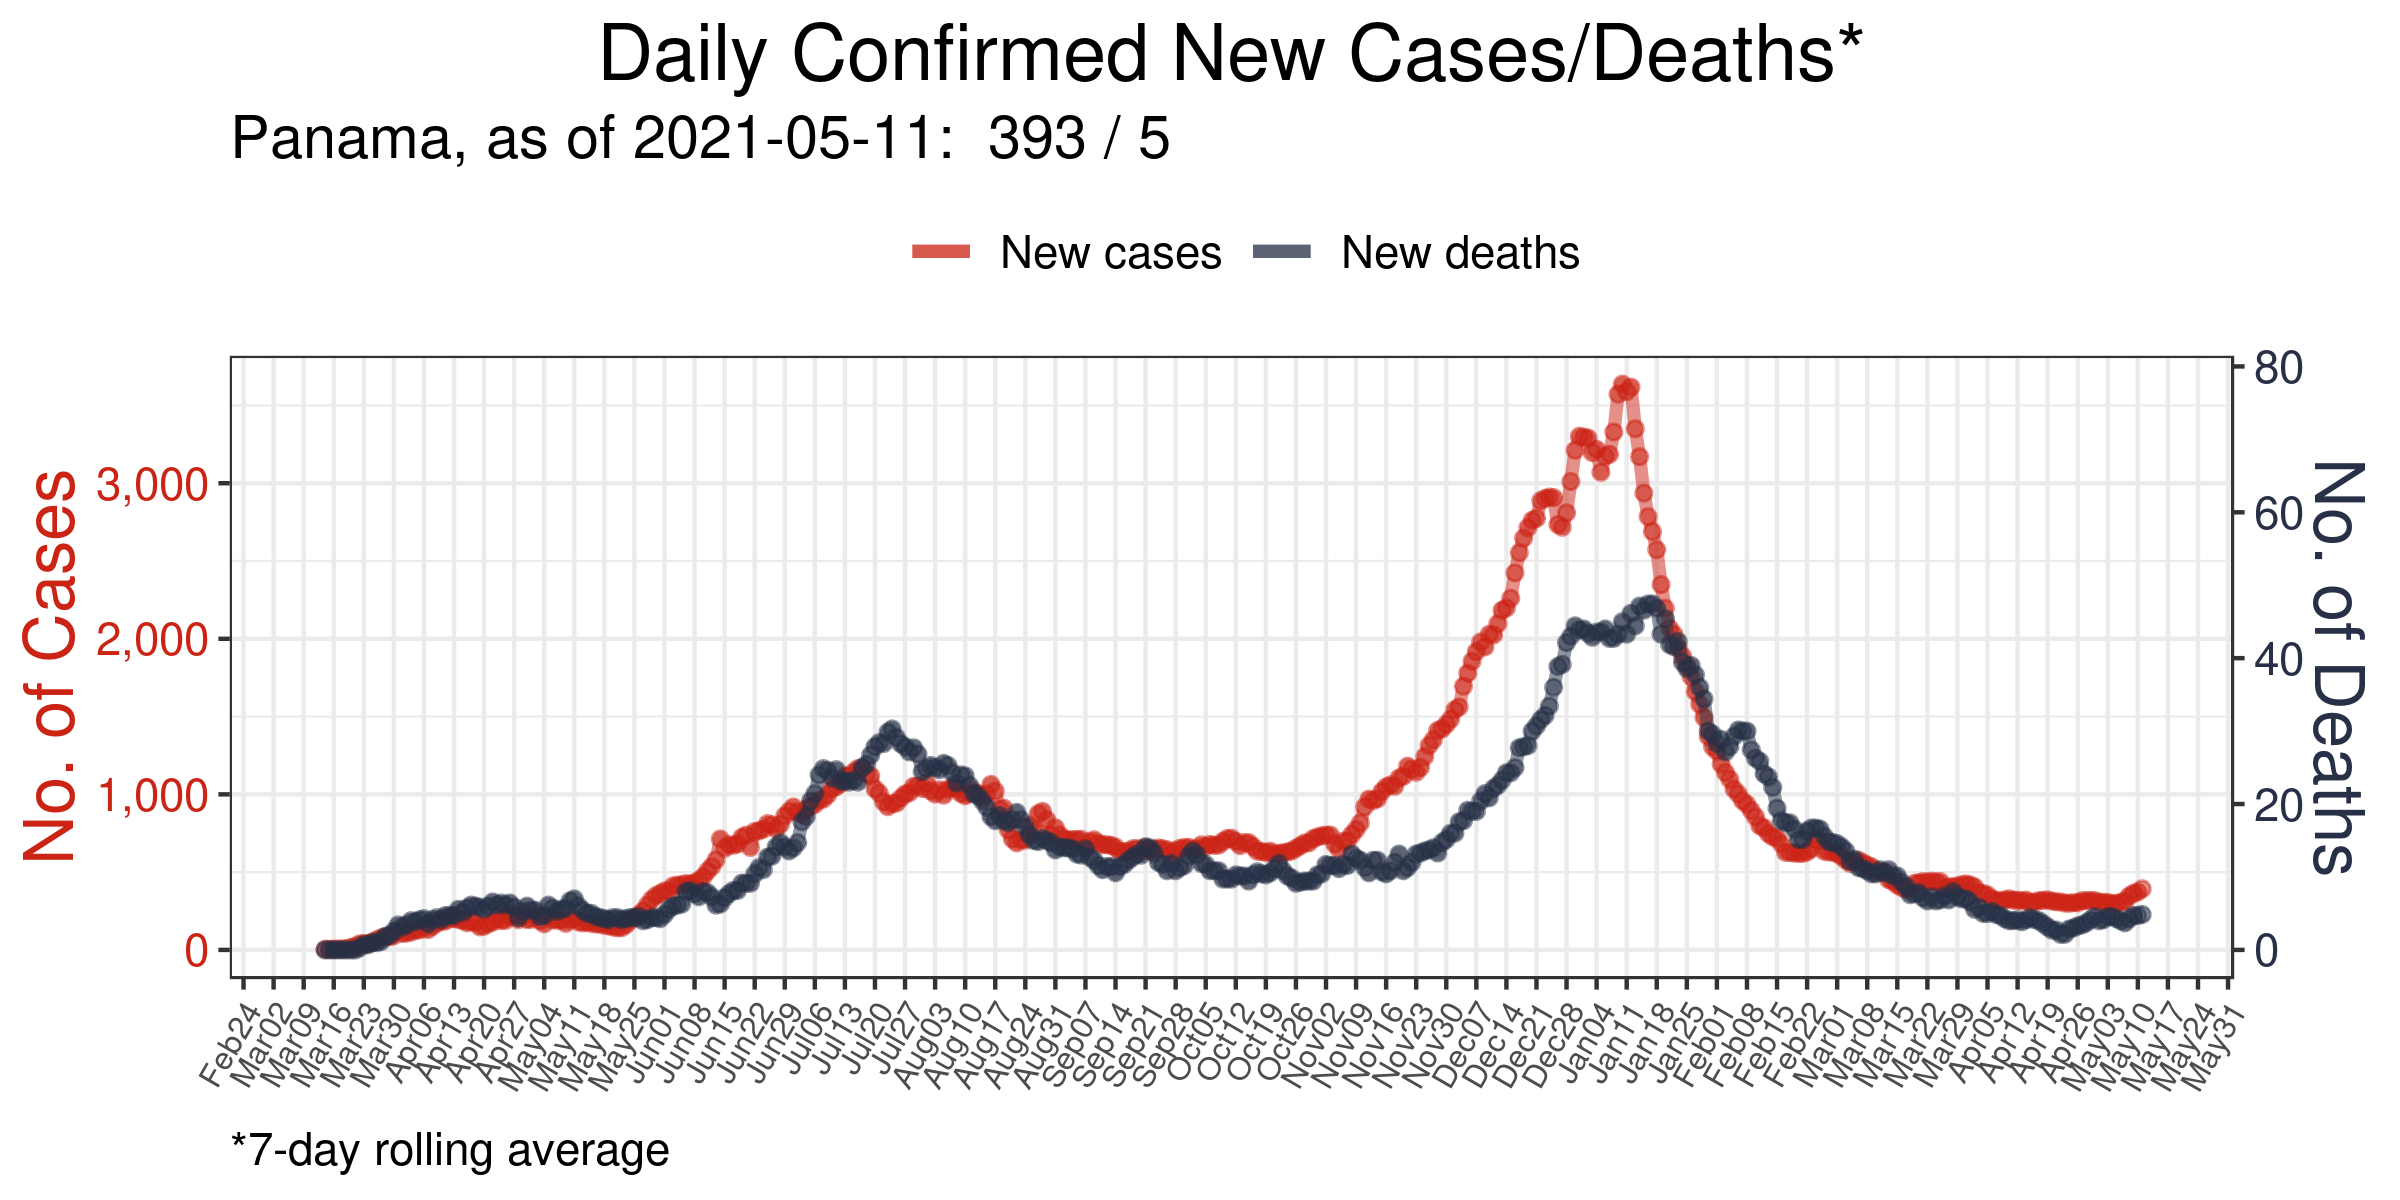 Daily Confirmed New Cases/Deaths*
Panama, as of 2021-05-11:  393 / 5
New cases
New deaths
No. of Cases
3,000
2,000
1,000
0
80
60
40
20
0
No. of Deaths
Feb24
Mar02
Mar09
Mar16
Mar23
Mar30
Apr06
Apr13
Apr20
Apr27
May04
May11
May18
May25
Jun01
Jun08
Jun15
Jun22
Jun29
Jul06
Jul13
Jul20
Jul27
Aug03
Aug10
Aug17
Aug24
Aug31
Sep07
Sep14
Sep21
Sep28
Oct05
Oct12
Oct19
Oct26
Nov02
Nov09
Nov16
Nov23
Nov30
Dec07
Dec14
Dec21
Dec28
Jan04
Jan11
Jan18
Jan25
Feb01
Feb08
Feb15
Feb22
Mar01
Mar08
Mar15
Mar22
Mar29
Apr05
Apr12
Apr19
Apr26
May03
May10
May17
May24
May31
*7-day rolling average